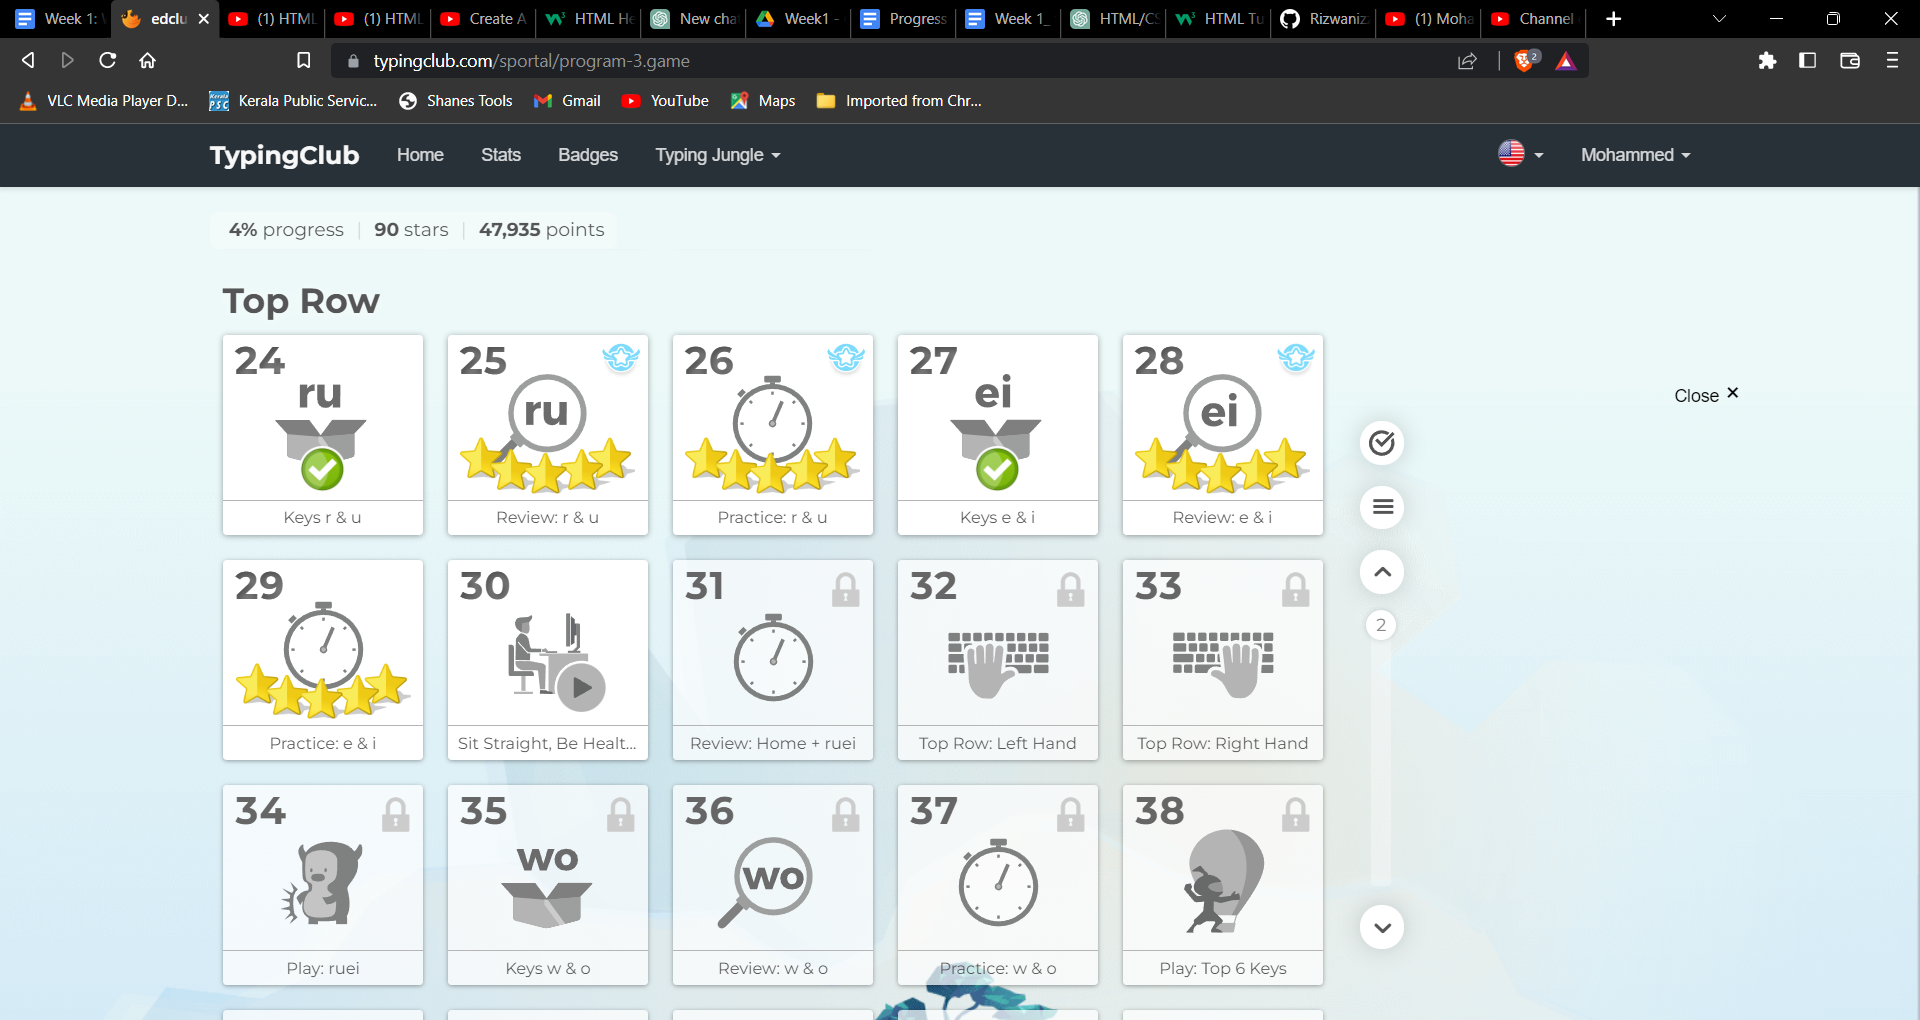 Week 1:
edclu
(1) HTML
(1) HTML
Create A
HTML He
New cha
Week1 -
Progress
Week 1_
HTML/CS
HTML Tu
Rizwaniz
(1) Moha
Channel
typingclub.com/sportal/program-3.game
2
VLC Media Player D...
Kerala PSC
Kerala Public Servic...
Shanes Tools
Gmail
YouTube
Maps
Imported from Chr...
TypingClub
Home
Stats
Badges
Typing Jungle
Mohammed
4% progress
90 stars
47,935 points
Top Row
24
ru
Keys r & u
25
ru
Review: r & u
26
Practice: r & u
27
ei
Keys e & i
28
ei
Review: e & i
Close ×
29
Practice: e & i
30
Sit Straight, Be Healt...
31
Review: Home + ruei
32
Top Row: Left Hand
33
Top Row: Right Hand
2
34
Play: ruei
35
wo
Keys w & o
36
wo
Review: w & o
37
Practice: w & o
38
Play: Top 6 Keys